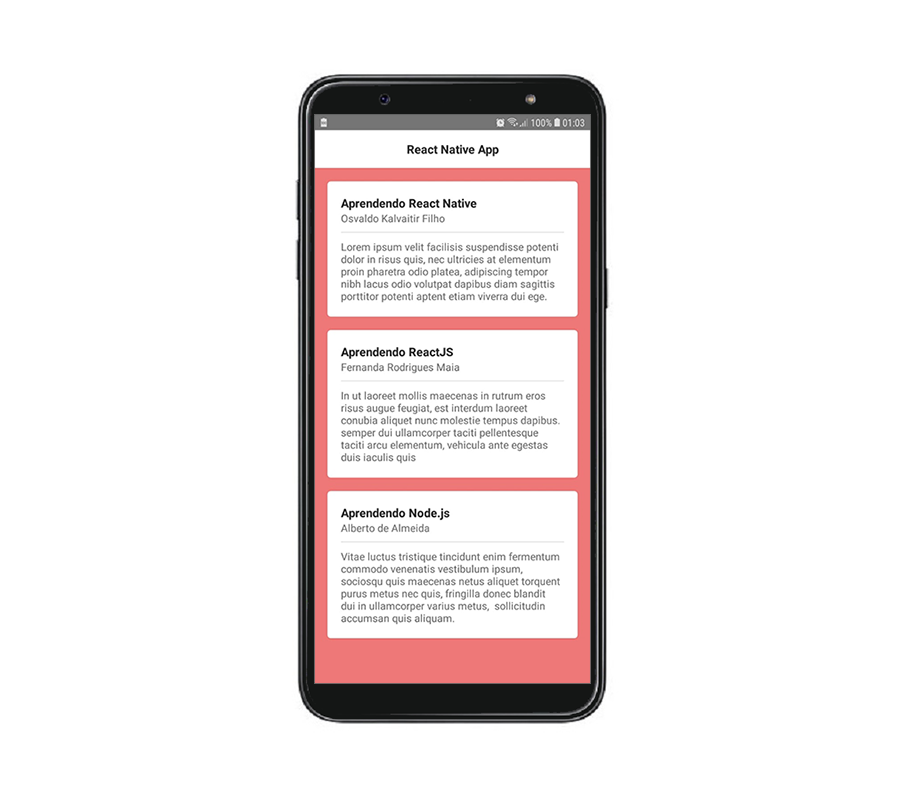 100% 01:03
React Native App
Aprendendo React Native
Osvaldo Kalvaitir Filho
Lorem ipsum velit facilisis suspendisse potenti
dolor in risus quis, nec ultricies at elementum
proin pharetra odio platea, adipiscing tempor
nibh lacus odio volutpat dapibus diam sagittis
porttitor potenti aptent etiam viverra dui ege.
Aprendendo ReactJS
Fernanda Rodrigues Maia
In ut laoreet mollis maecenas in rutrum eros
risus augue feugiat, est interdum laoreet
conubia aliquet nunc molestie tempus dapibus.
semper dui ullamcorper taciti pellentesque
taciti arcu elementum, vehicula ante egestas
duis iaculis quis
Aprendendo Node.js
Alberto de Almeida
Vitae luctus tristique tincidunt enim fermentum
commodo venenatis vestibulum ipsum,
sociosqu quis maecenas netus aliquet torquent
purus metus nec quis, fringilla donec blandit
dui in ullamcorper varius metus,  sollicitudin
accumsan quis aliquam.